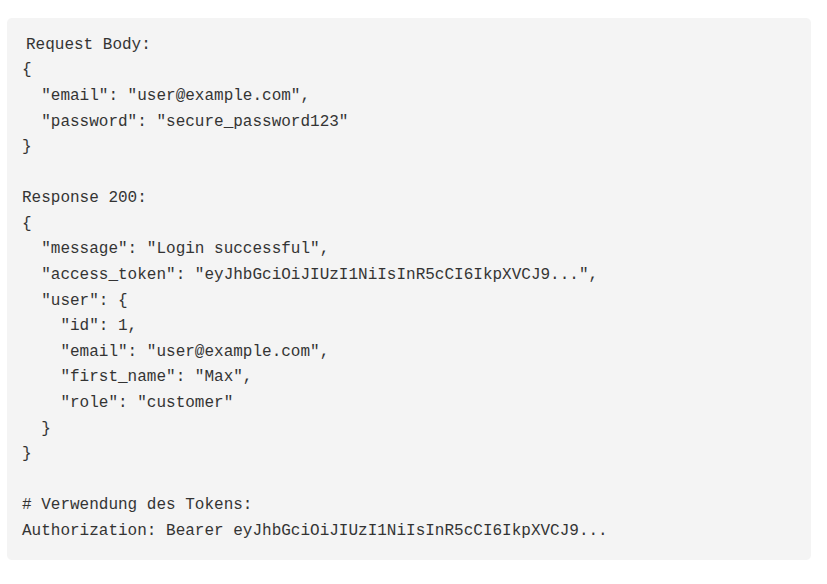 Request Body:
{
  "email": "user@example.com",
  "password": "secure_password123"
}

Response 200:
{
  "message": "Login successful",
  "access_token": "eyJhbGciOiJIUzI1NiIsInR5cCI6IkpXVCJ9...",
  "user": {
    "id": 1,
    "email": "user@example.com",
    "first_name": "Max",
    "role": "customer"
  }
}

# Verwendung des Tokens:
Authorization: Bearer eyJhbGciOiJIUzI1NiIsInR5cCI6IkpXVCJ9...